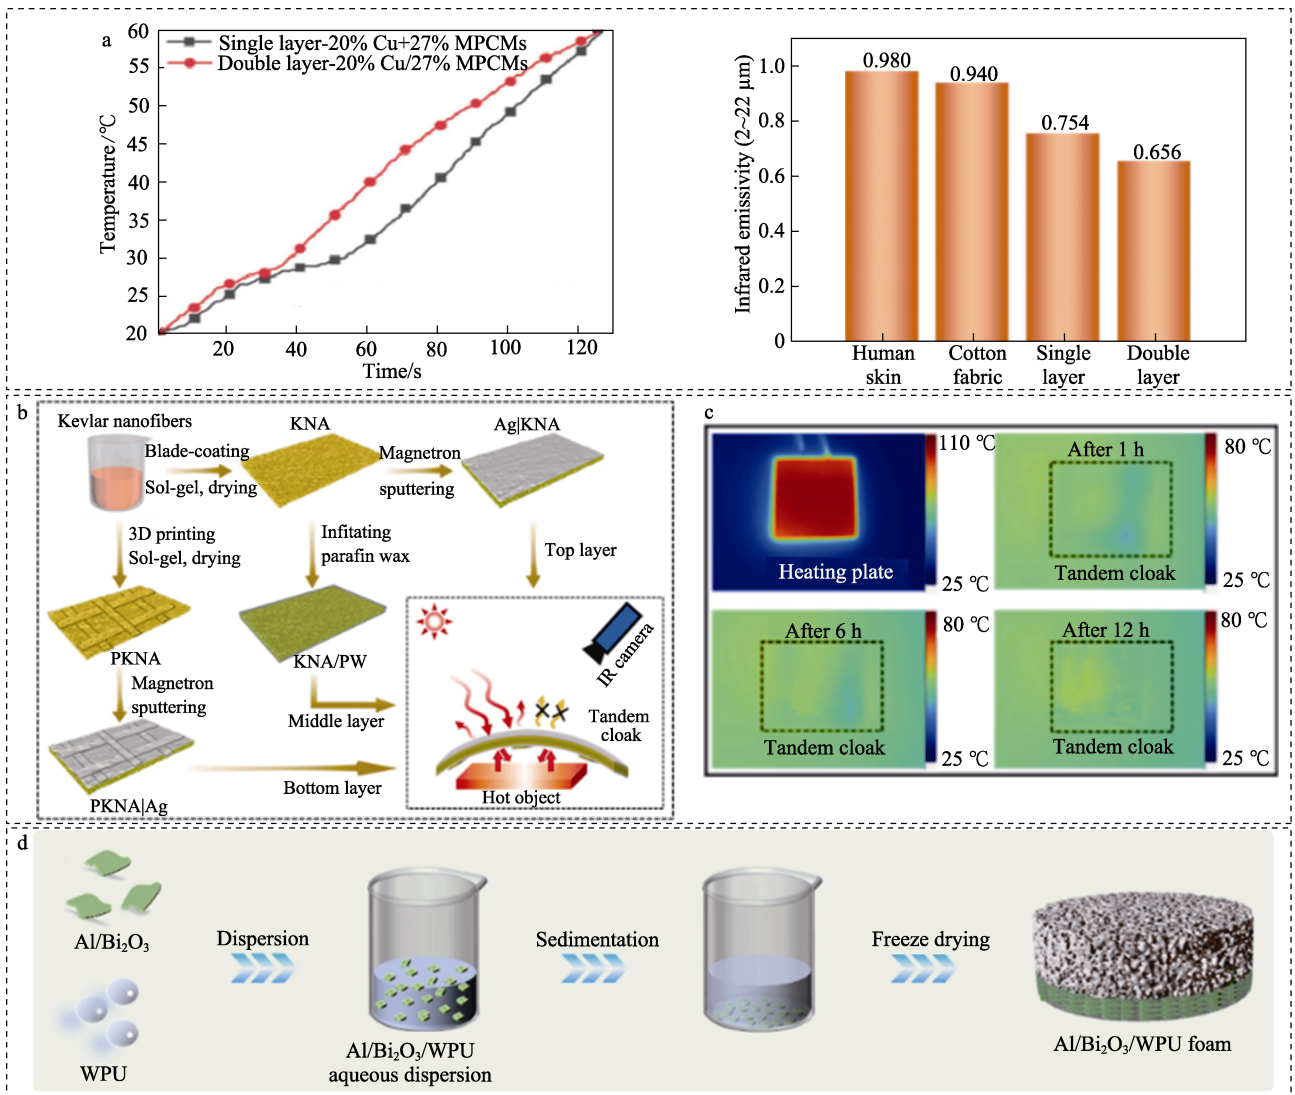 a
60
55
50
45
40
35
30
25
20
Temperature/℃
Single layer-20% Cu+27% MPCMs
Double layer-20% Cu/27% MPCMs
20 40 60 80 100 120
Time/s
Infrared emissivity (2~22 μm)
1.0
0.8
0.6
0.4
0.2
0
0.980
0.940
0.754
0.656
Human
skin
Cotton
fabric
Single
layer
Double
layer
b
Kevlar nanofibers
Blade-coating
Sol-gel, drying
KNA
Magnetron
sputtering
Ag|KNA
3D printing
Sol-gel, drying
Infitating
parafin wax
Top layer
PKNA
KNA/PW
Magnetron
sputtering
Middle layer
PKNA|Ag
Bottom layer
IR camera
Tandem
cloak
Hot object
c
110 ℃
Heating plate
25 ℃
After 1 h
80 ℃
Tandem cloak
25 ℃
After 6 h
80 ℃
Tandem cloak
25 ℃
After 12 h
80 ℃
Tandem cloak
25 ℃
d
Al/Bi₂O₃
WPU
Dispersion
Al/Bi₂O₃/WPU
aqueous dispersion
Sedimentation
Freeze drying
Al/Bi₂O₃/WPU foam